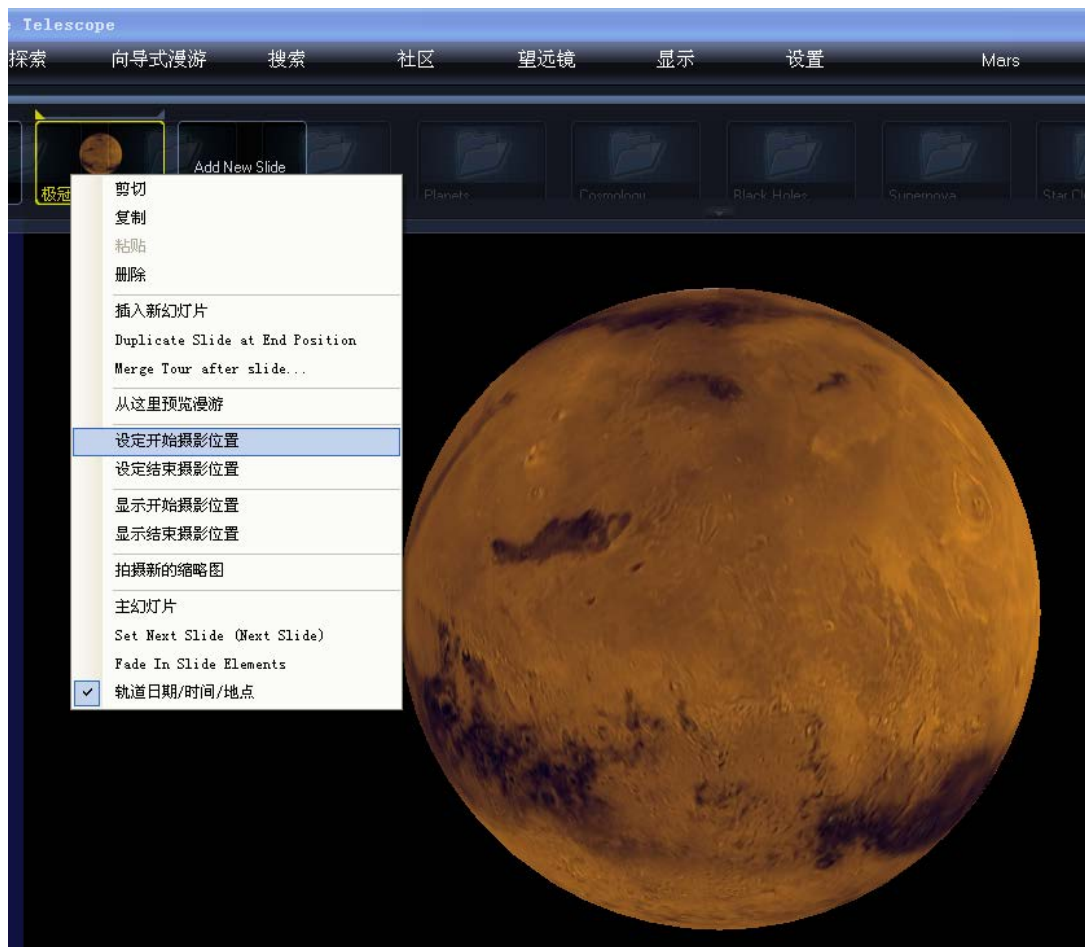 e Telescope
探索 向导式漫游 搜索 社区 望远镜 显示 设置 Mars
Add New Slide
极冠 Planets Cosmology Black Holes Supernova Star Cl
剪切
复制
粘贴
删除
插入新幻灯片
Duplicate Slide at End Position
Merge Tour after slide...
从这里预览漫游
设定开始摄影位置
设定结束摄影位置
显示开始摄影位置
显示结束摄影位置
拍摄新的缩略图
主幻灯片
Set Next Slide (Next Slide)
Fade In Slide Elements
轨道日期/时间/地点